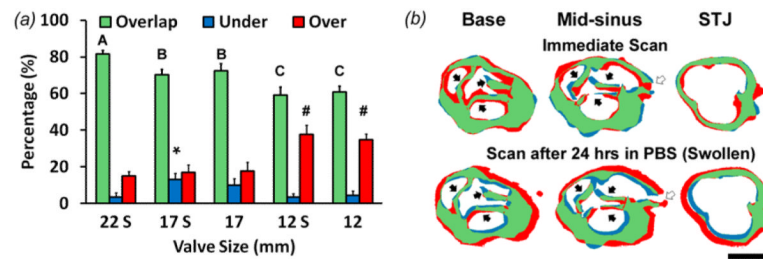 (a)
Overlap Under Over
Percentage (%)
100
80
60
40
20
0
A
B
B
C
C
*
#
#
22 S 17 S 17 12 S 12
Valve Size (mm)
(b)
Base Mid-sinus STJ
Immediate Scan
Scan after 24 hrs in PBS (Swollen)